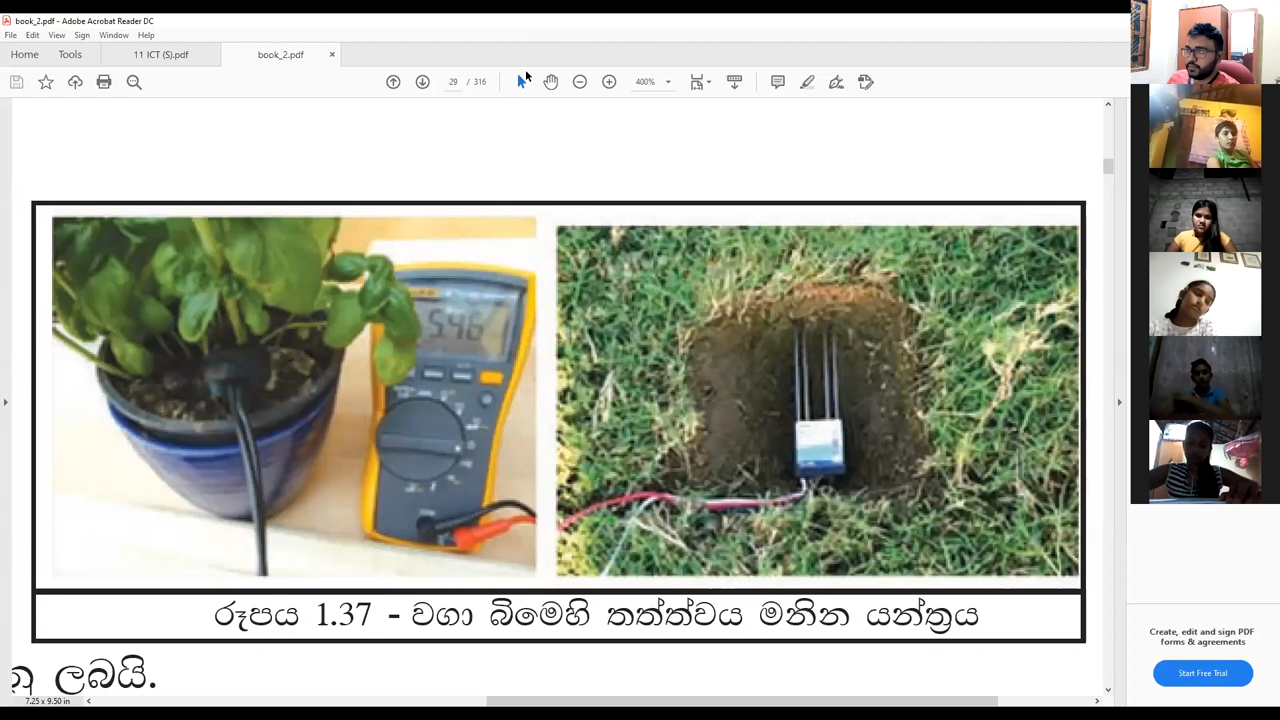 book_2.pdf - Adobe Acrobat Reader DC
File Edit View Sign Window Help
Home Tools 11 ICT (S).pdf book_2.pdf
29 / 316 400%
5.46
රූපය 1.37 - වගා බිමෙහි තත්ත්වය මනින යන්ත්‍රය
නු ලබයි.
Create, edit and sign PDF
forms & agreements
Start Free Trial
7.25 x 9.50 in